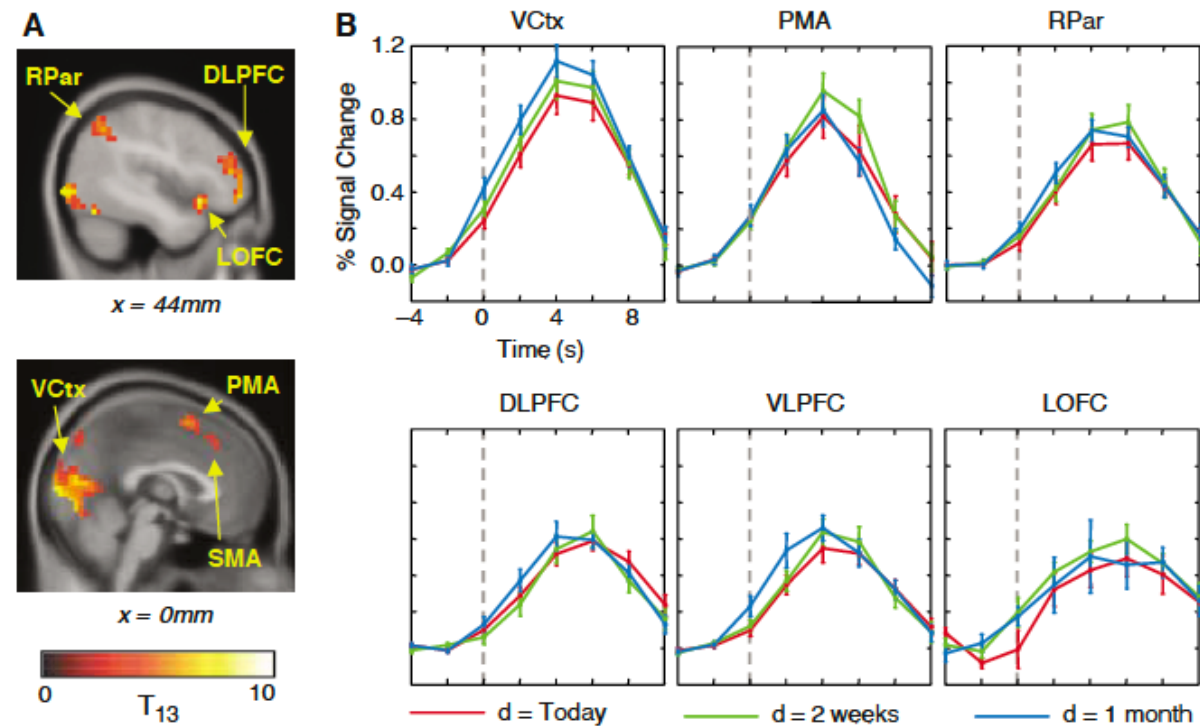 A
RPar
DLPFC
LOFC
x = 44mm
VCtx
PMA
SMA
x = 0mm
0
10
T13
B
VCtx
PMA
RPar
1.2
0.8
0.4
0.0
% Signal Change
–4
0
4
8
Time (s)
DLPFC
VLPFC
LOFC
d = Today
d = 2 weeks
d = 1 month